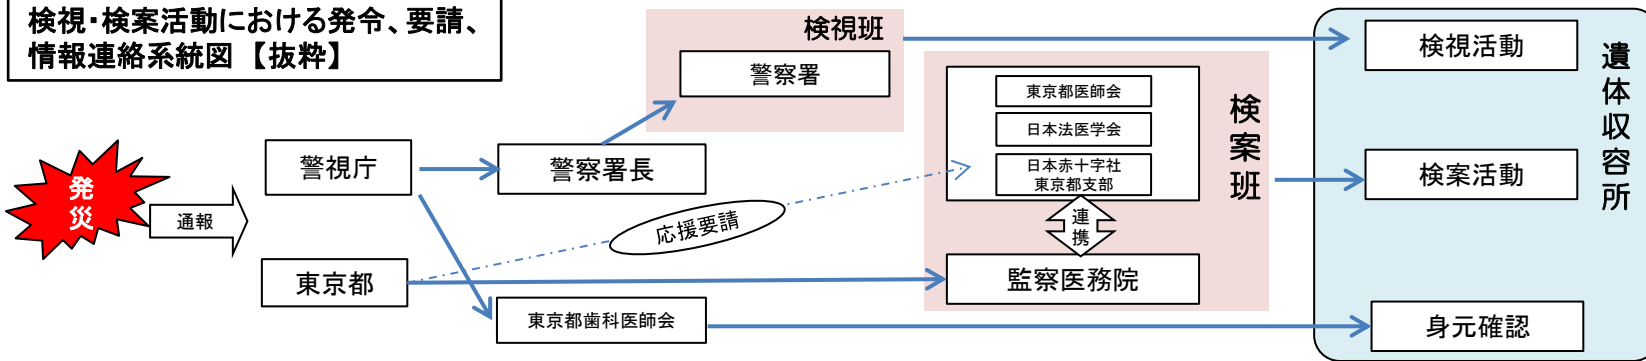 検視・検案活動における発令、要請、
情報連絡系統図 【抜粋】
発
災
通報
警視庁
東京都
警察署長
東京都歯科医師会
応援要請
検視班
警察署
東京都医師会
日本法医学会
日本赤十字社
東京都支部
連
携
監察医務院
検案班
検視活動
検案活動
身元確認
遺体収容所